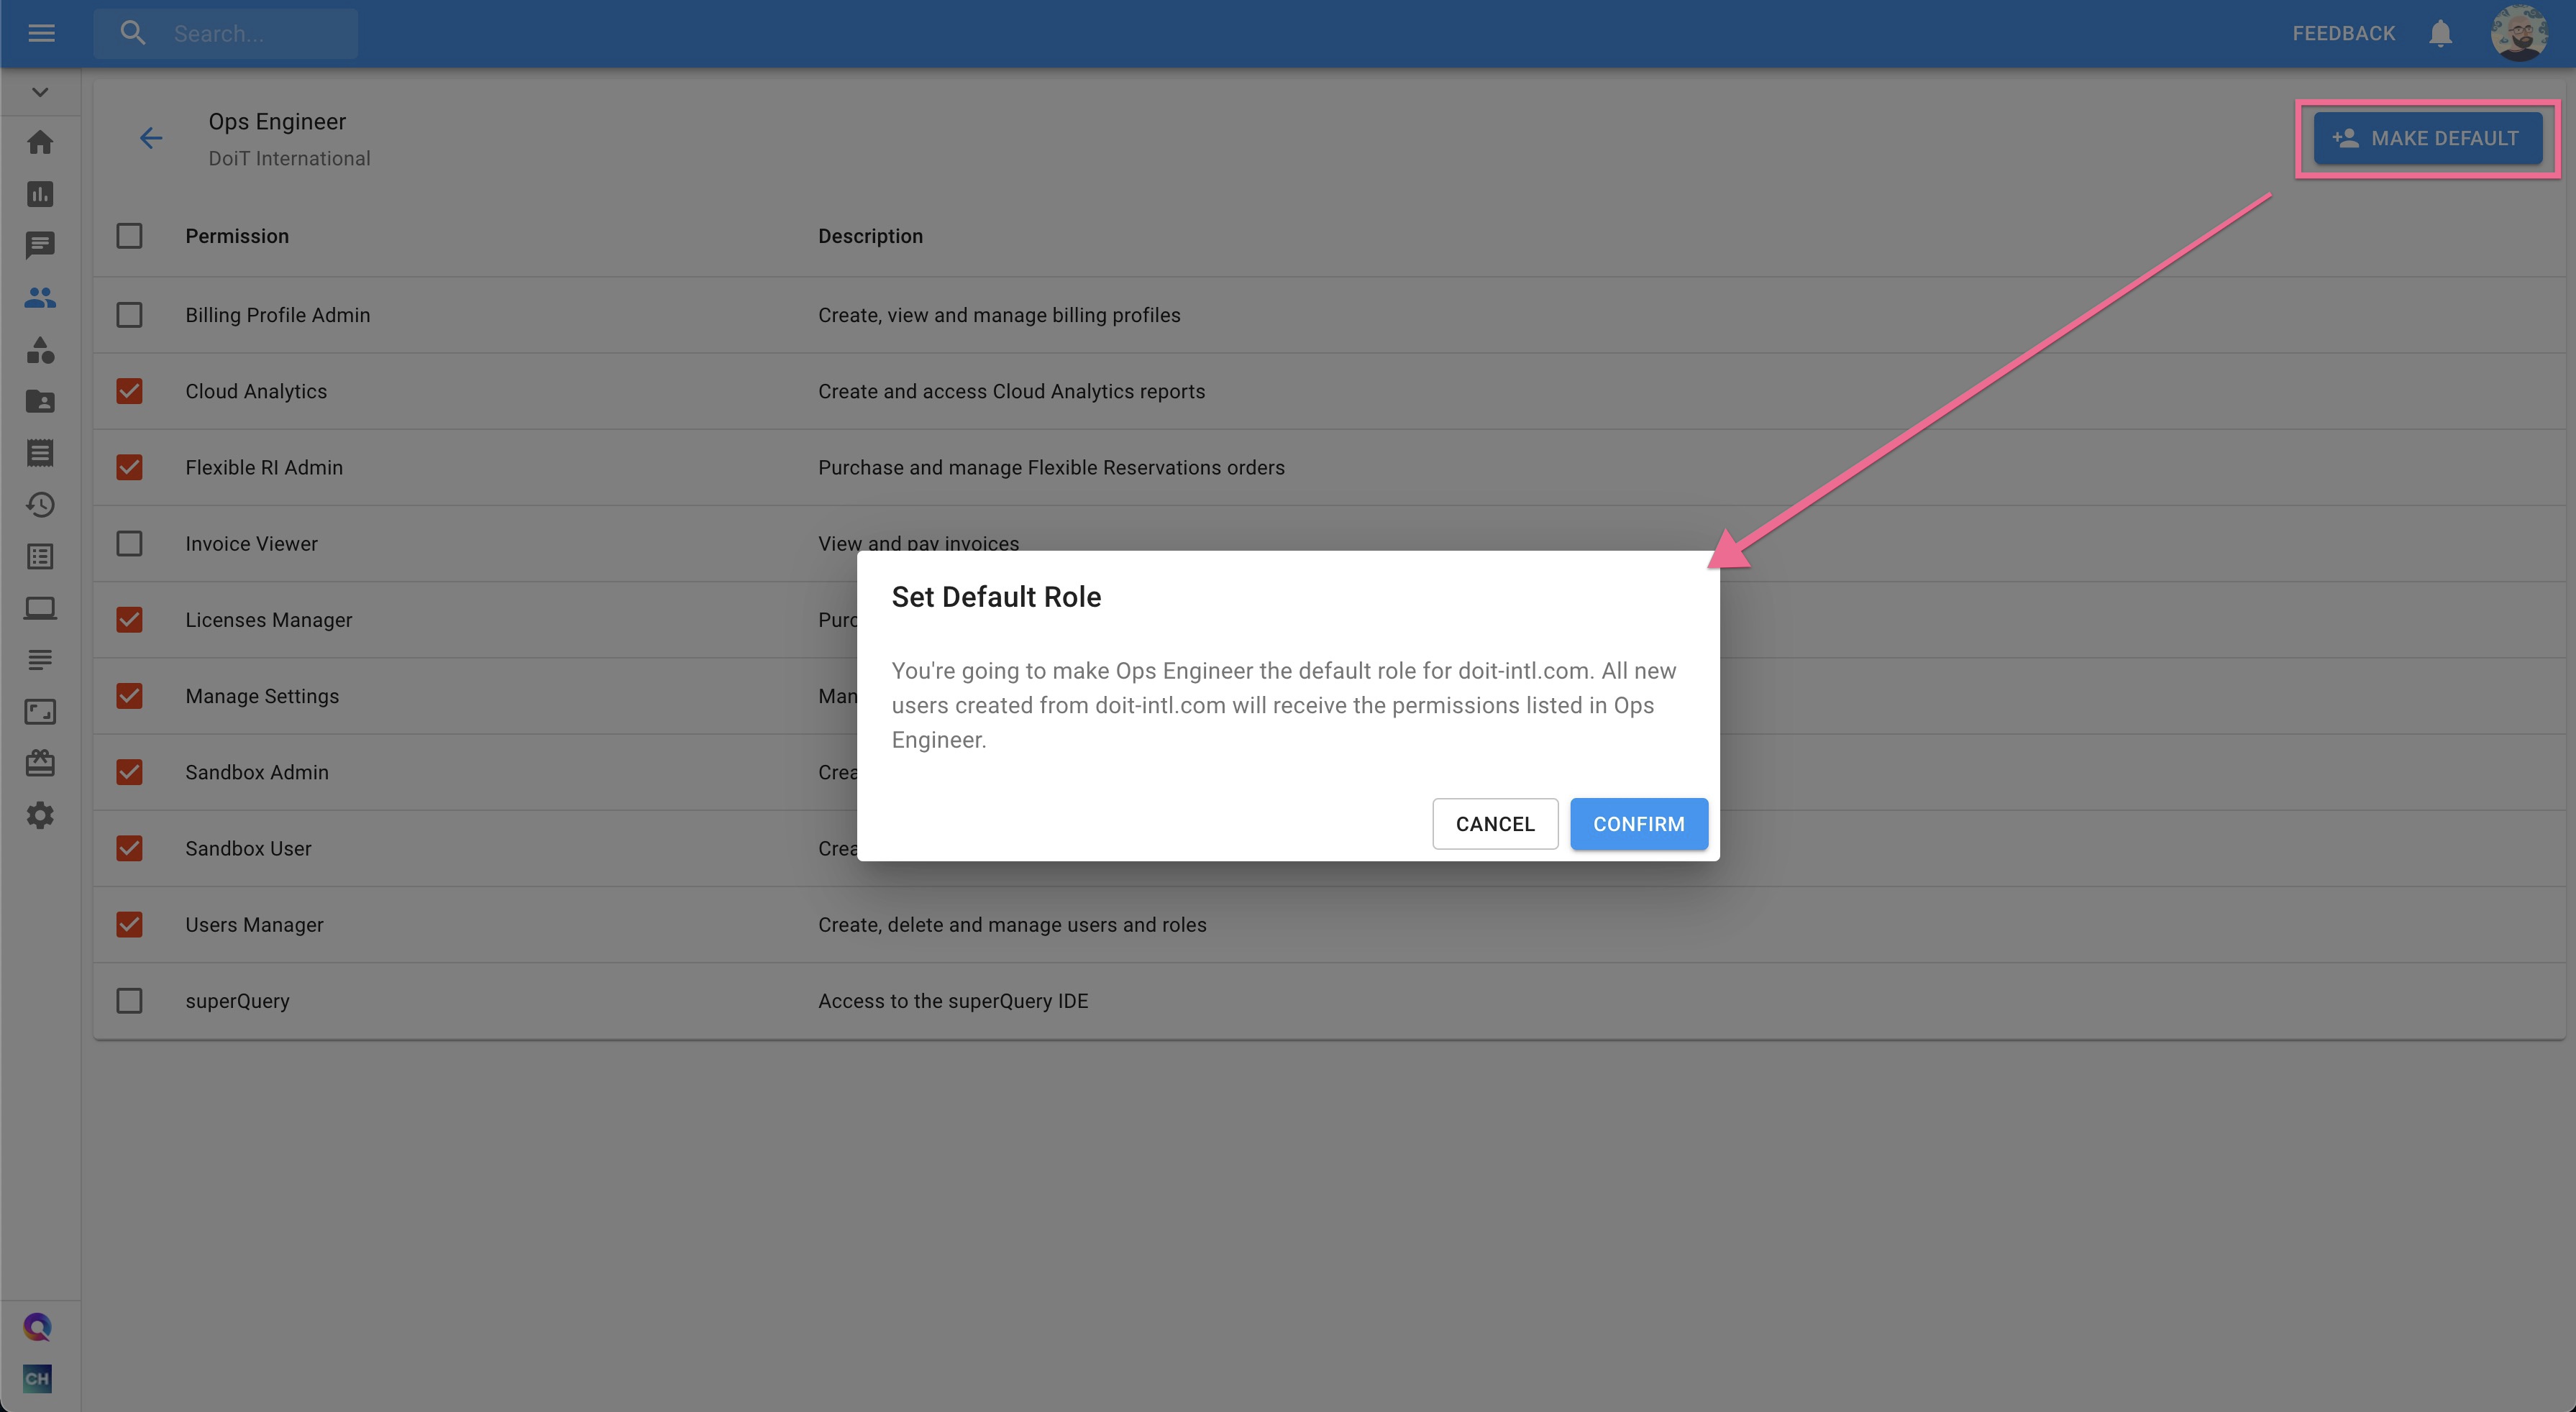 Search...
FEEDBACK
Ops Engineer
DoiT International
MAKE DEFAULT
Permission Description
Billing Profile Admin Create, view and manage billing profiles
Cloud Analytics Create and access Cloud Analytics reports
Flexible RI Admin Purchase and manage Flexible Reservations orders
Invoice Viewer View and pay invoices
Set Default Role
Licenses Manager
You're going to make Ops Engineer the default role for doit-intl.com. All new
users created from doit-intl.com will receive the permissions listed in Ops
Engineer.
Manage Settings
Sandbox Admin
CANCEL CONFIRM
Sandbox User
Users Manager Create, delete and manage users and roles
superQuery Access to the superQuery IDE
CH